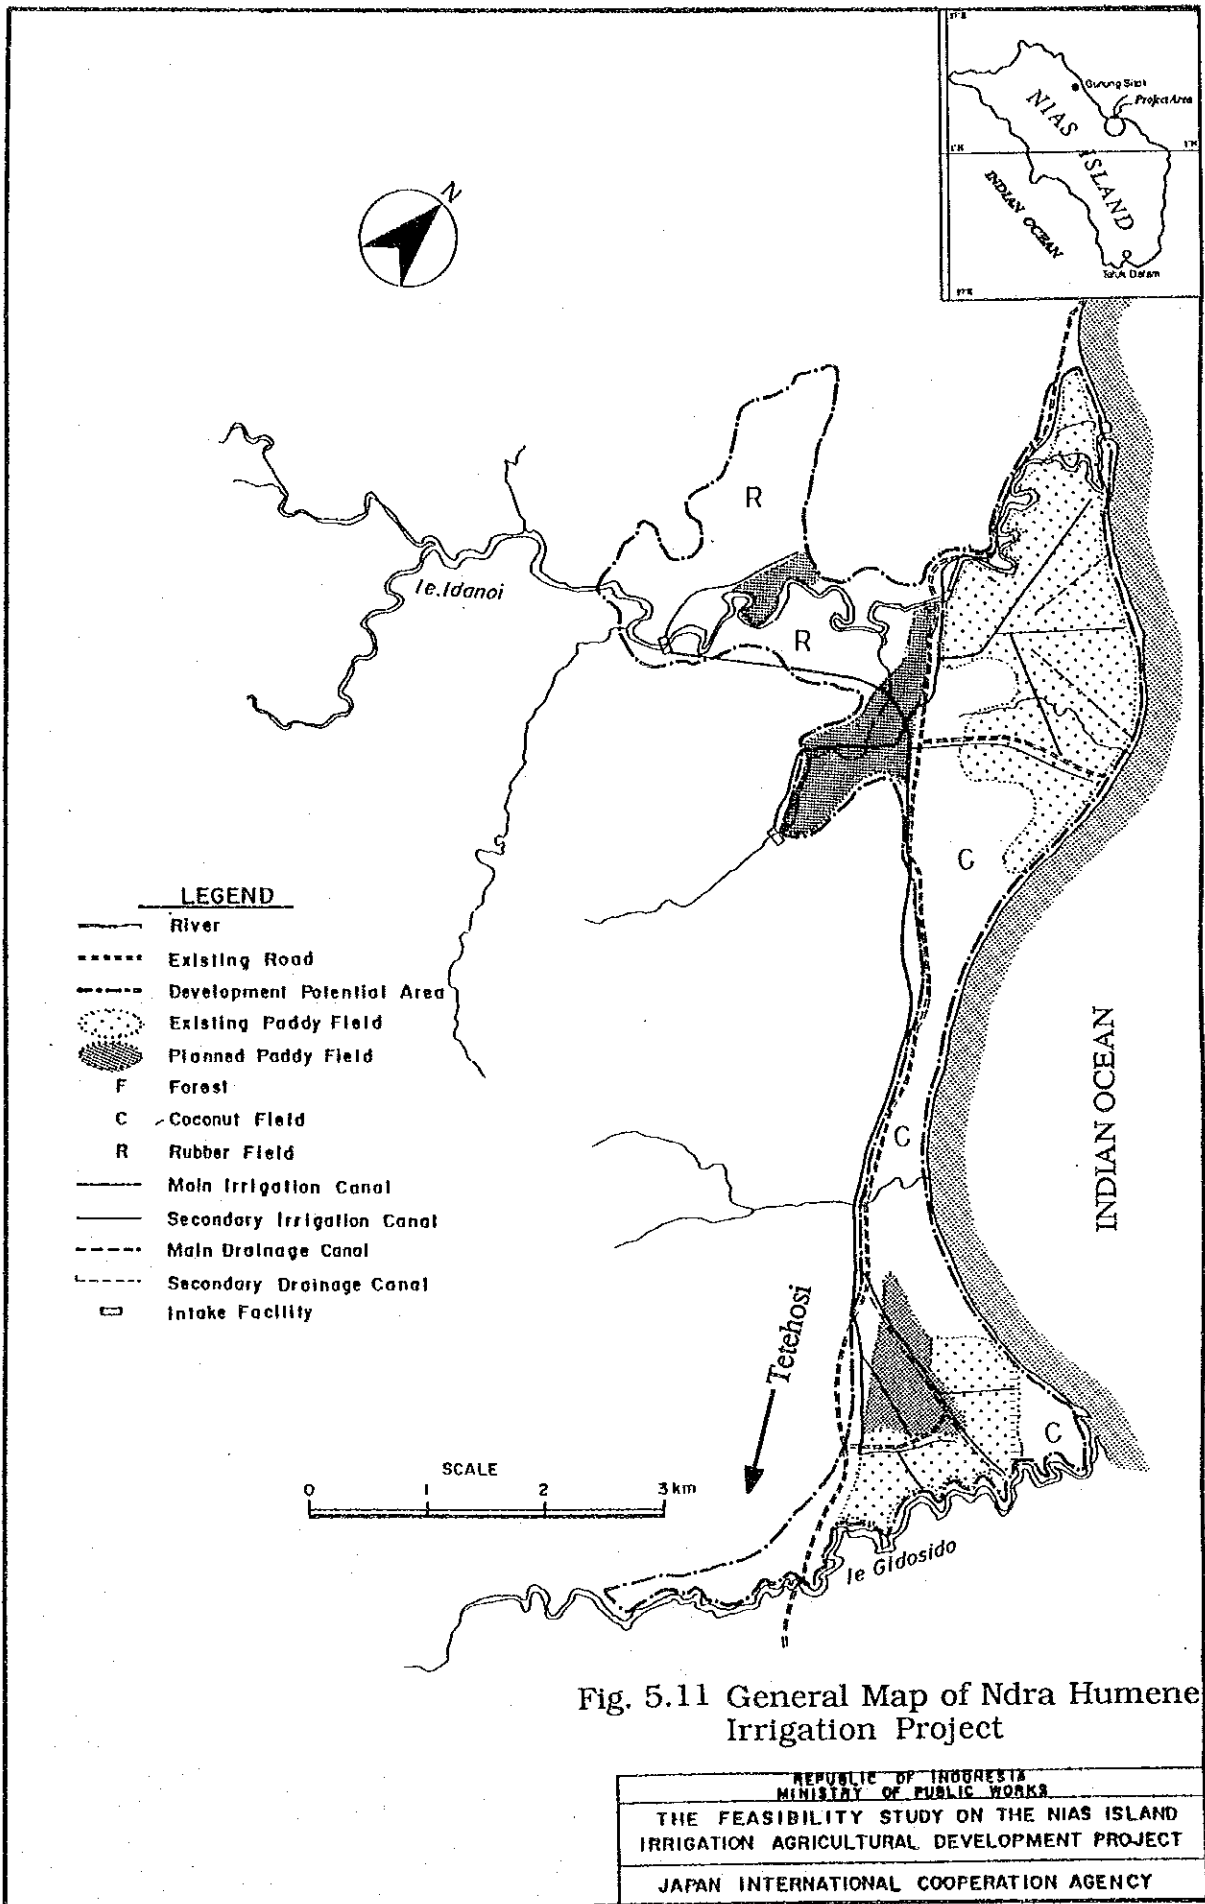 Gunung Sitoli
Project Area
NIAS ISLAND
INDIAN OCEAN
Teluk Dalam
N
R
Ie.Idanoi
R
C
LEGEND
River
Existing Road
Development Potential Area
Existing Paddy Field
Planned Paddy Field
F Forest
C Coconut Field
R Rubber Field
Main Irrigation Canal
Secondary Irrigation Canal
Main Drainage Canal
Secondary Drainage Canal
Intake Facility
INDIAN OCEAN
C
Tetehosi
C
SCALE
0 1 2 3 km
Ie Gidosido
Fig. 5.11 General Map of Ndra Humene
Irrigation Project
REPUBLIC OF INDONESIA
MINISTRY OF PUBLIC WORKS
THE FEASIBILITY STUDY ON THE NIAS ISLAND
IRRIGATION AGRICULTURAL DEVELOPMENT PROJECT
JAPAN INTERNATIONAL COOPERATION AGENCY